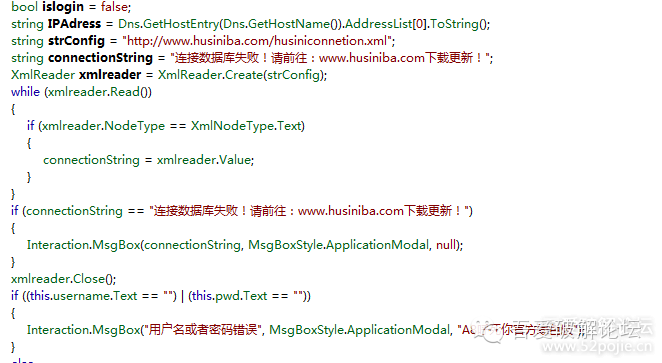 bool islogin = false;
string IPAdress = Dns.GetHostEntry(Dns.GetHostName()).AddressList[0].ToString();
string strConfig = "http://www.husiniba.com/husiniconnetion.xml";
string connectionString = "连接数据库失败！请前往：www.husiniba.com下载更新！";
XmlReader xmlreader = XmlReader.Create(strConfig);
while (xmlreader.Read())
{
if (xmlreader.NodeType == XmlNodeType.Text)
{
connectionString = xmlreader.Value;
}
}
if (connectionString == "连接数据库失败！请前往：www.husiniba.com下载更新！")
{
Interaction.MsgBox(connectionString, MsgBoxStyle.ApplicationModal, null);
}
xmlreader.Close();
if ((this.username.Text == "") | (this.pwd.Text == ""))
{
Interaction.MsgBox("用户名或者密码错误", MsgBoxStyle.ApplicationModal,
吾爱破解论坛
www.52pojie.cn